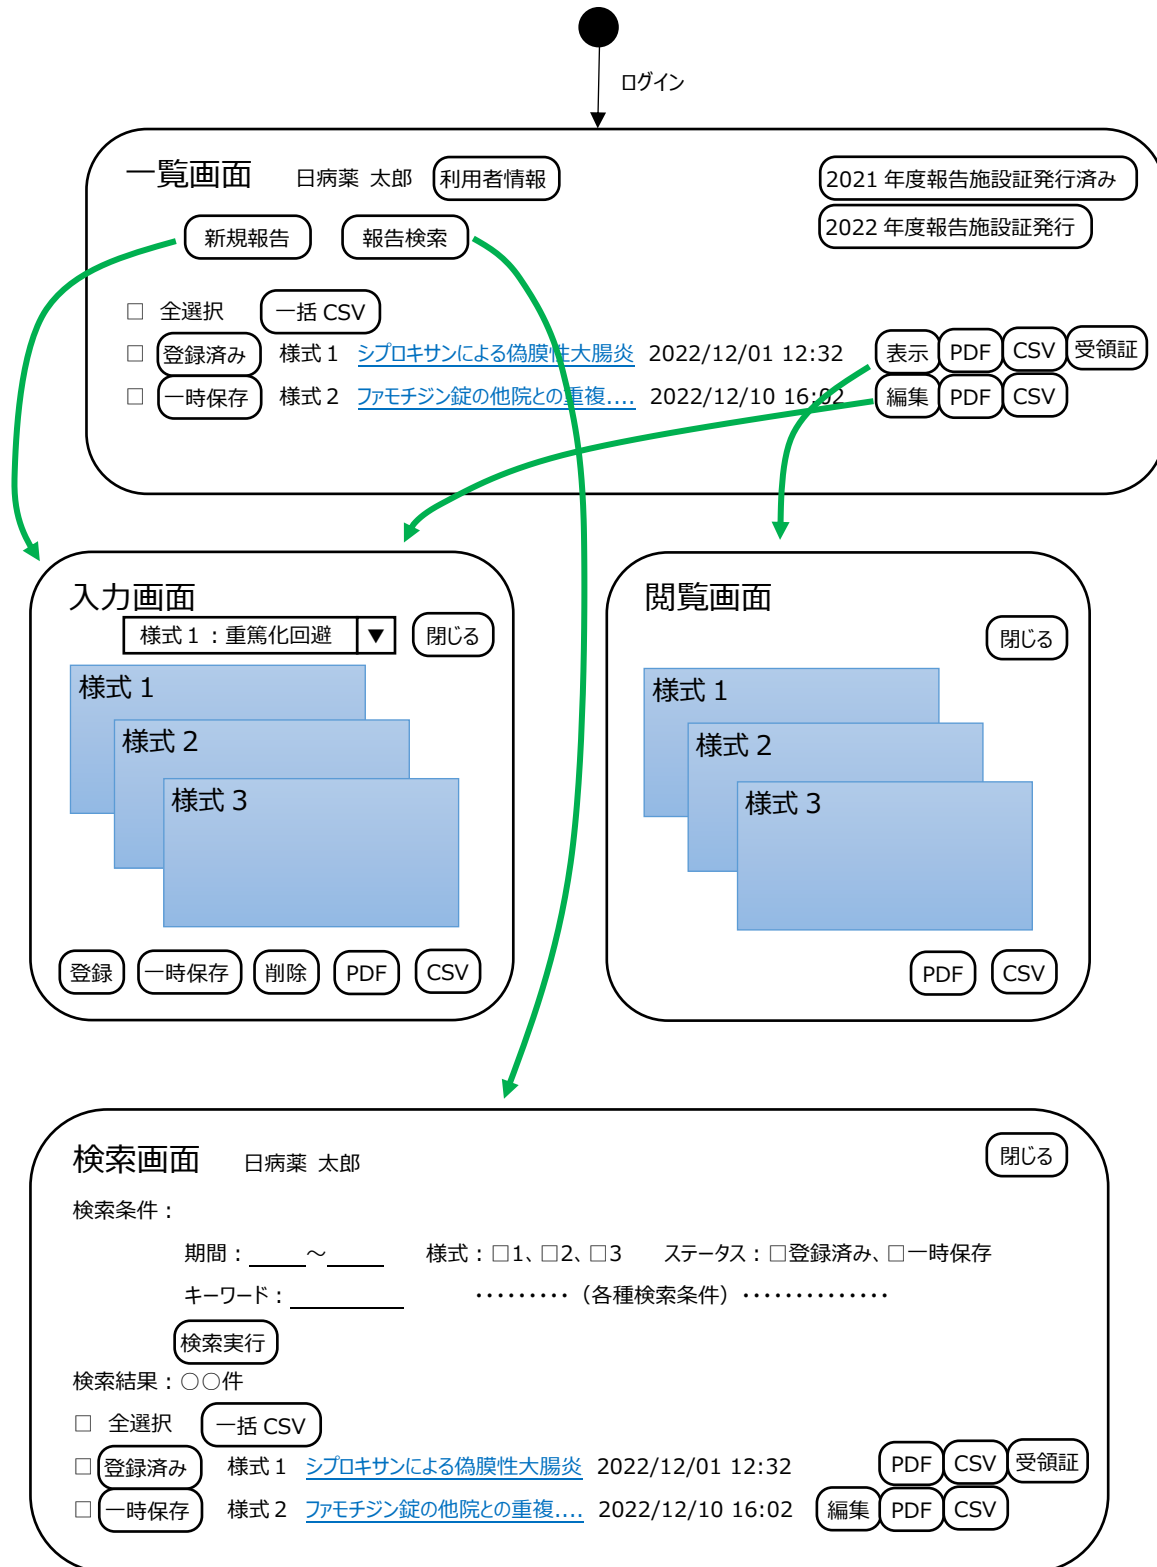 ログイン
一覧画面 日病薬 太郎 利用者情報 2021 年度報告施設証発行済み
2022 年度報告施設証発行
新規報告 報告検索
□ 全選択 一括 CSV
□ 登録済み 様式 1 シプロキサンによる偽膜性大腸炎 2022/12/01 12:32 表示 PDF CSV 受領証
□ 一時保存 様式 2 ファモチジン錠の他院との重複.... 2022/12/10 16:02 編集 PDF CSV
入力画面
様式 1 : 重篤化回避 ▼ 閉じる
様式 1
様式 2
様式 3
登録 一時保存 削除 PDF CSV
閲覧画面
閉じる
様式 1
様式 2
様式 3
PDF CSV
検索画面 日病薬 太郎 閉じる
検索条件 :
期間 : ____~____ 様式 : □1、□2、□3 ステータス : □登録済み、□一時保存
キーワード : ________ ・・・・・・・・・（各種検索条件）・・・・・・・・・・・・・・
検索実行
検索結果 : ○○件
□ 全選択 一括 CSV
□ 登録済み 様式 1 シプロキサンによる偽膜性大腸炎 2022/12/01 12:32 PDF CSV 受領証
□ 一時保存 様式 2 ファモチジン錠の他院との重複.... 2022/12/10 16:02 編集 PDF CSV